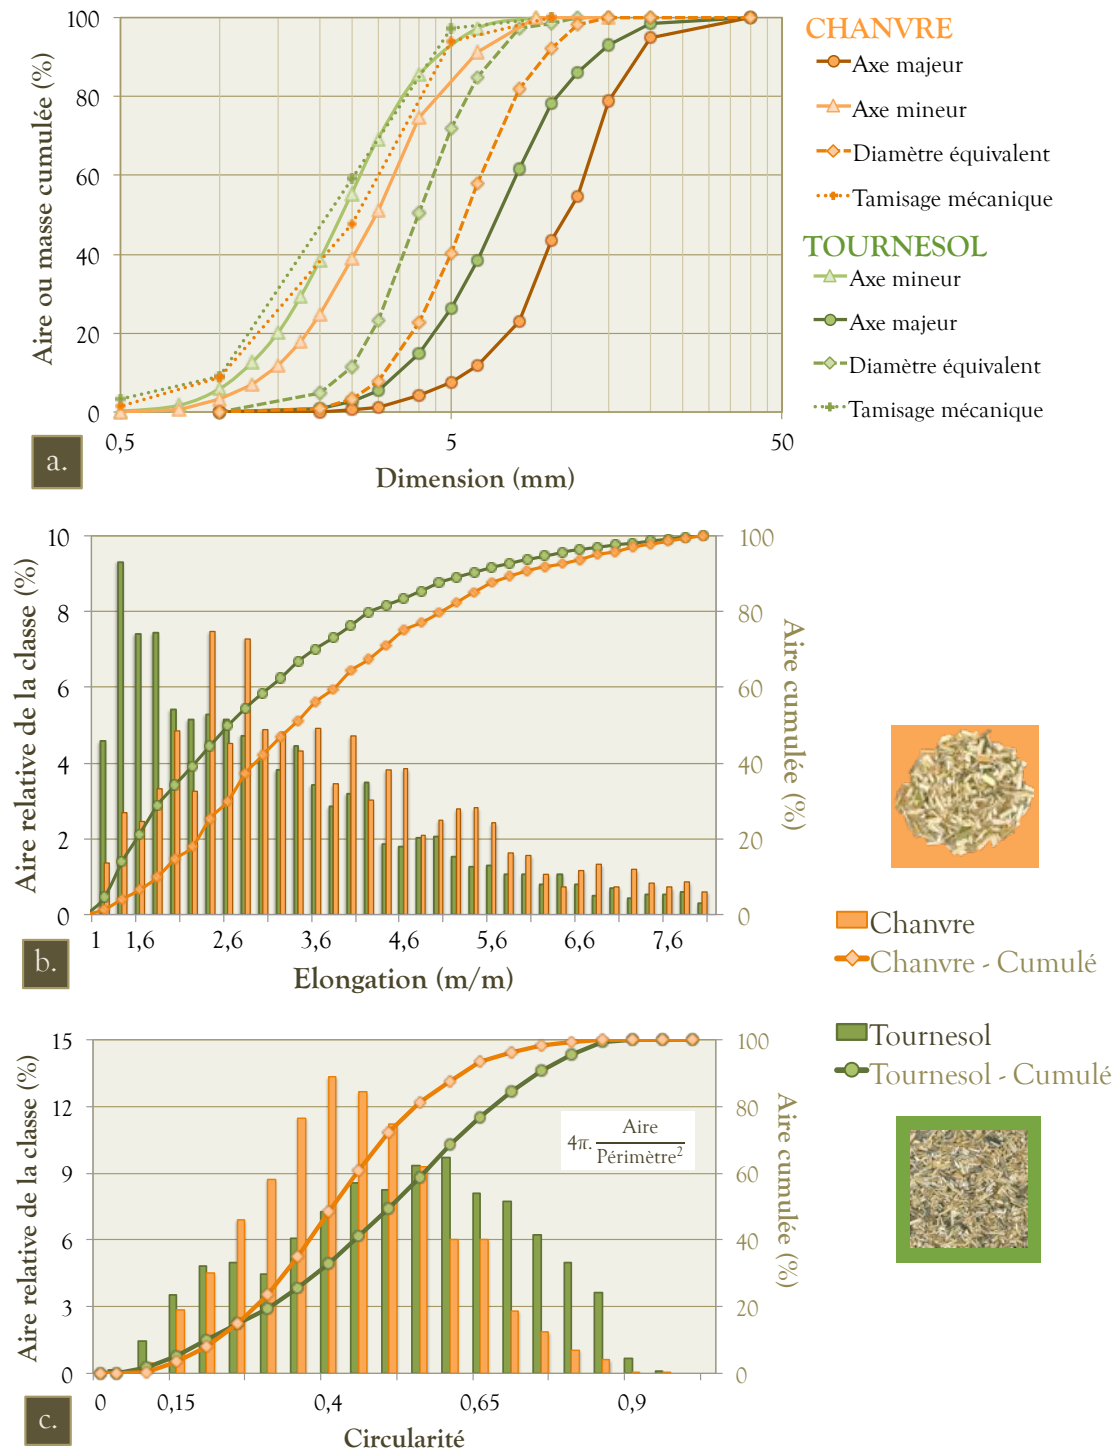 100
80
60
40
20
0
Aire ou masse cumulée (%)
0,5
5
50
Dimension (mm)
a.
CHANVRE
Axe majeur
Axe mineur
Diamètre équivalent
Tamisage mécanique
TOURNESOL
Axe mineur
Axe majeur
Diamètre équivalent
Tamisage mécanique
10
8
6
4
2
0
Aire relative de la classe (%)
100
80
60
40
20
0
Aire cumulée (%)
1
1,6
2,6
3,6
4,6
5,6
6,6
7,6
Elongation (m/m)
b.
Chanvre
Chanvre - Cumulé
Tournesol
Tournesol - Cumulé
15
12
9
6
3
0
Aire relative de la classe (%)
100
80
60
40
20
0
Aire cumulée (%)
4π. Aire
Périmètre²
0
0,15
0,4
0,65
0,9
Circularité
c.